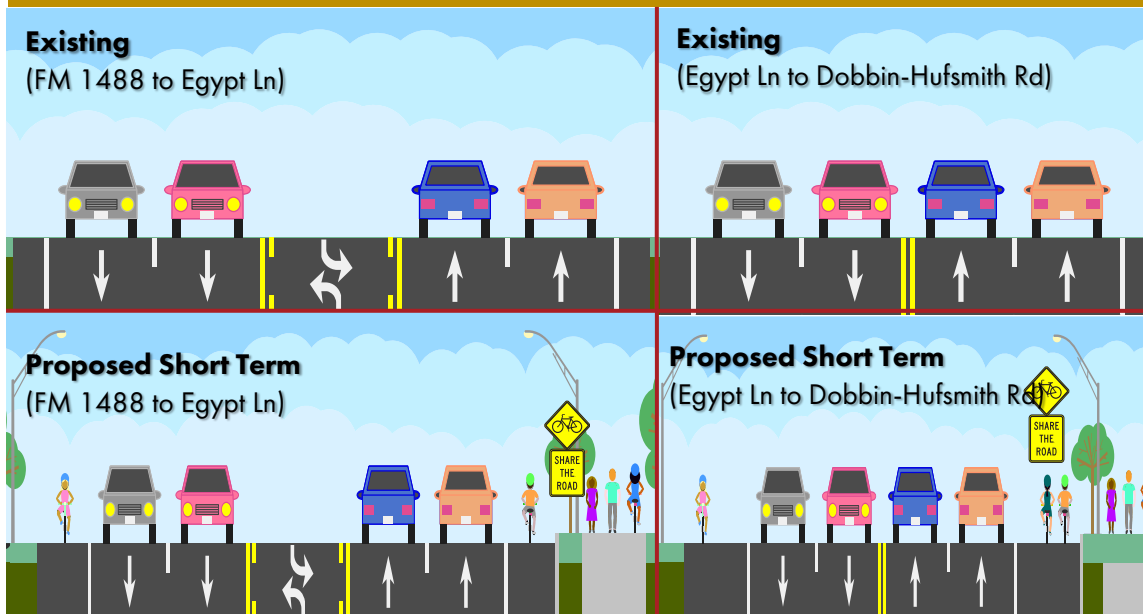 Existing
(FM 1488 to Egypt Ln)
Existing
(Egypt Ln to Dobbin-Hufsmith Rd)
Proposed Short Term
(FM 1488 to Egypt Ln)
SHARE
THE
ROAD
Proposed Short Term
(Egypt Ln to Dobbin-Hufsmith Rd)
SHARE
THE
ROAD